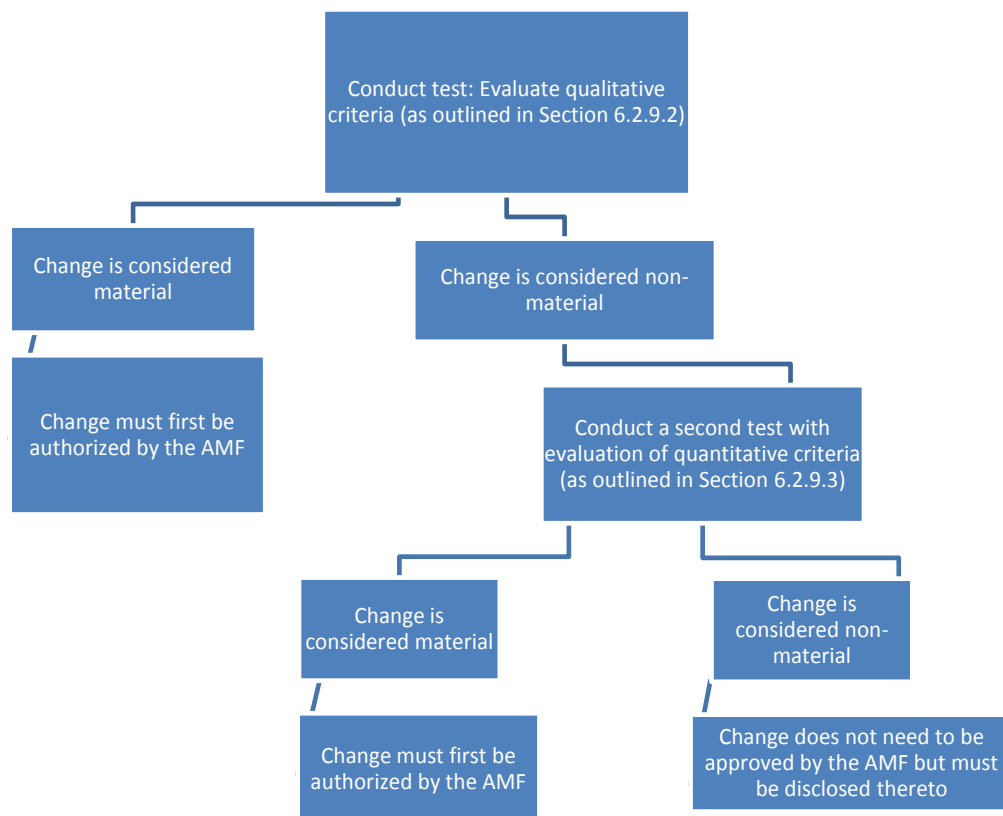 Conduct test: Evaluate qualitative
criteria (as outlined in Section 6.2.9.2)
Change is considered
material
Change is considered non-
material
Change must first be
authorized by the AMF
Conduct a second test with
evaluation of quantitative criteria
(as outlined in Section 6.2.9.3)
Change is
considered material
Change is
considered non-
material
Change must first be
authorized by the AMF
Change does not need to be
approved by the AMF but must
be disclosed thereto